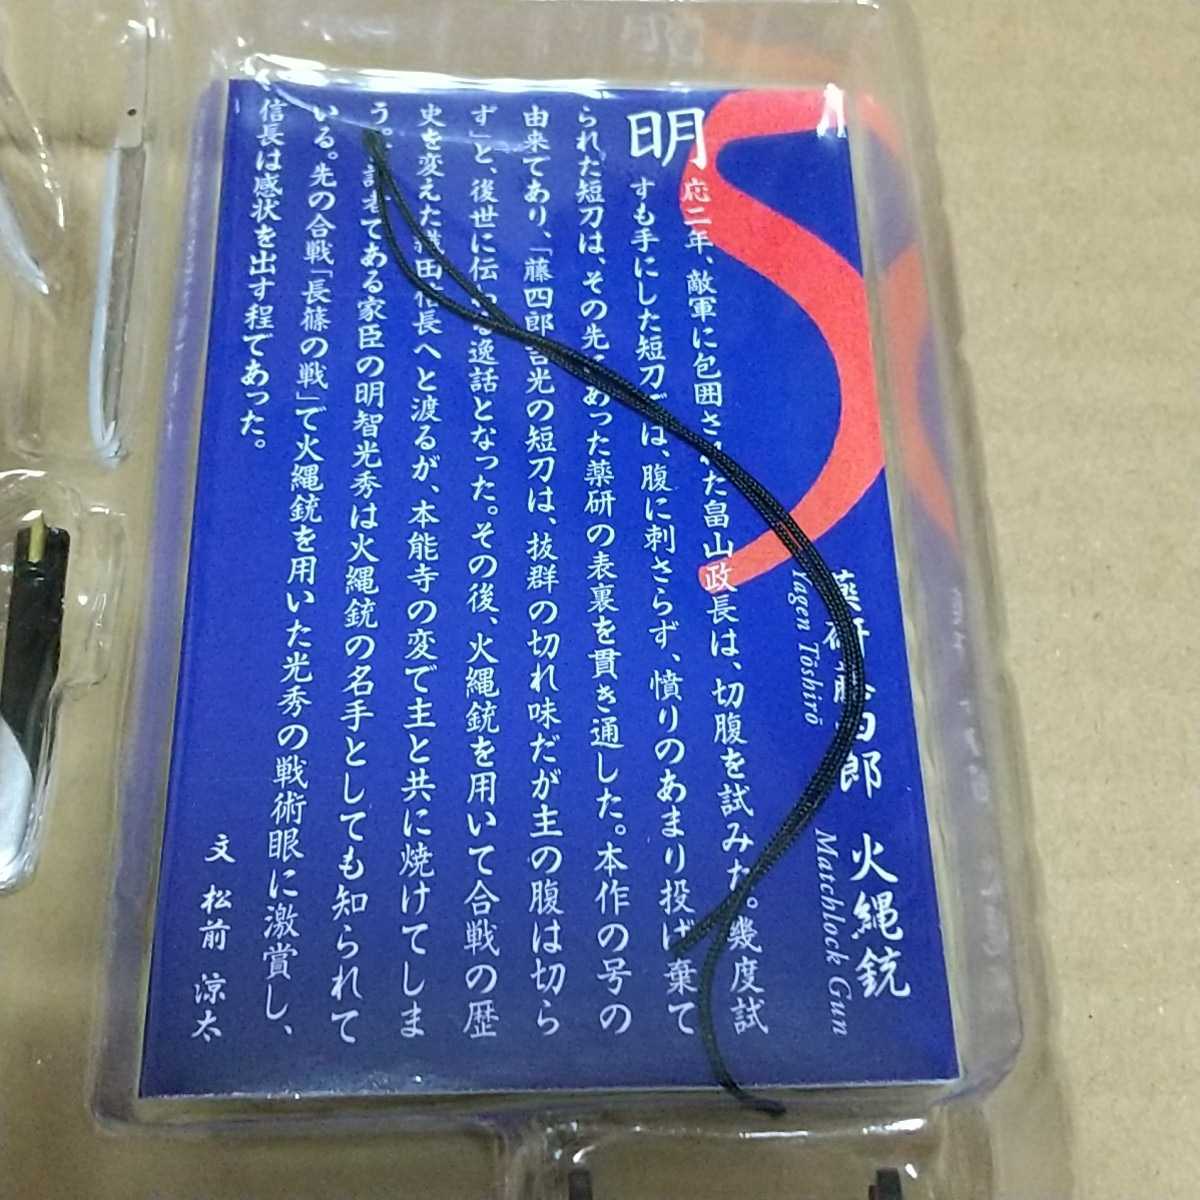 薬研藤四郎　火縄銃
Yagen Tōshirō　Matchlock Gun
明応二年、敵軍に包囲された畠山政長は、切腹を試みた。幾度試
すも手にした短刀では、腹に刺さらず、憤りのあまり投げ棄て
られた短刀は、その先にあった薬研の表裏を貫き通した。本作の号の
由来であり、「藤四郎吉光の短刀は、抜群の切れ味だが主の腹は切ら
ず」と、後世に伝わる逸話となった。その後、火縄銃を用いて合戦の歴
史を変えた織田信長へと渡るが、本能寺の変で主と共に焼けてしま
う。記者である家臣の明智光秀は火縄銃の名手としても知られて
いる。先の合戦「長篠の戦」で火縄銃を用いた光秀の戦術眼に激賞し、
信長は感状を出す程であった。
文 松前 涼太